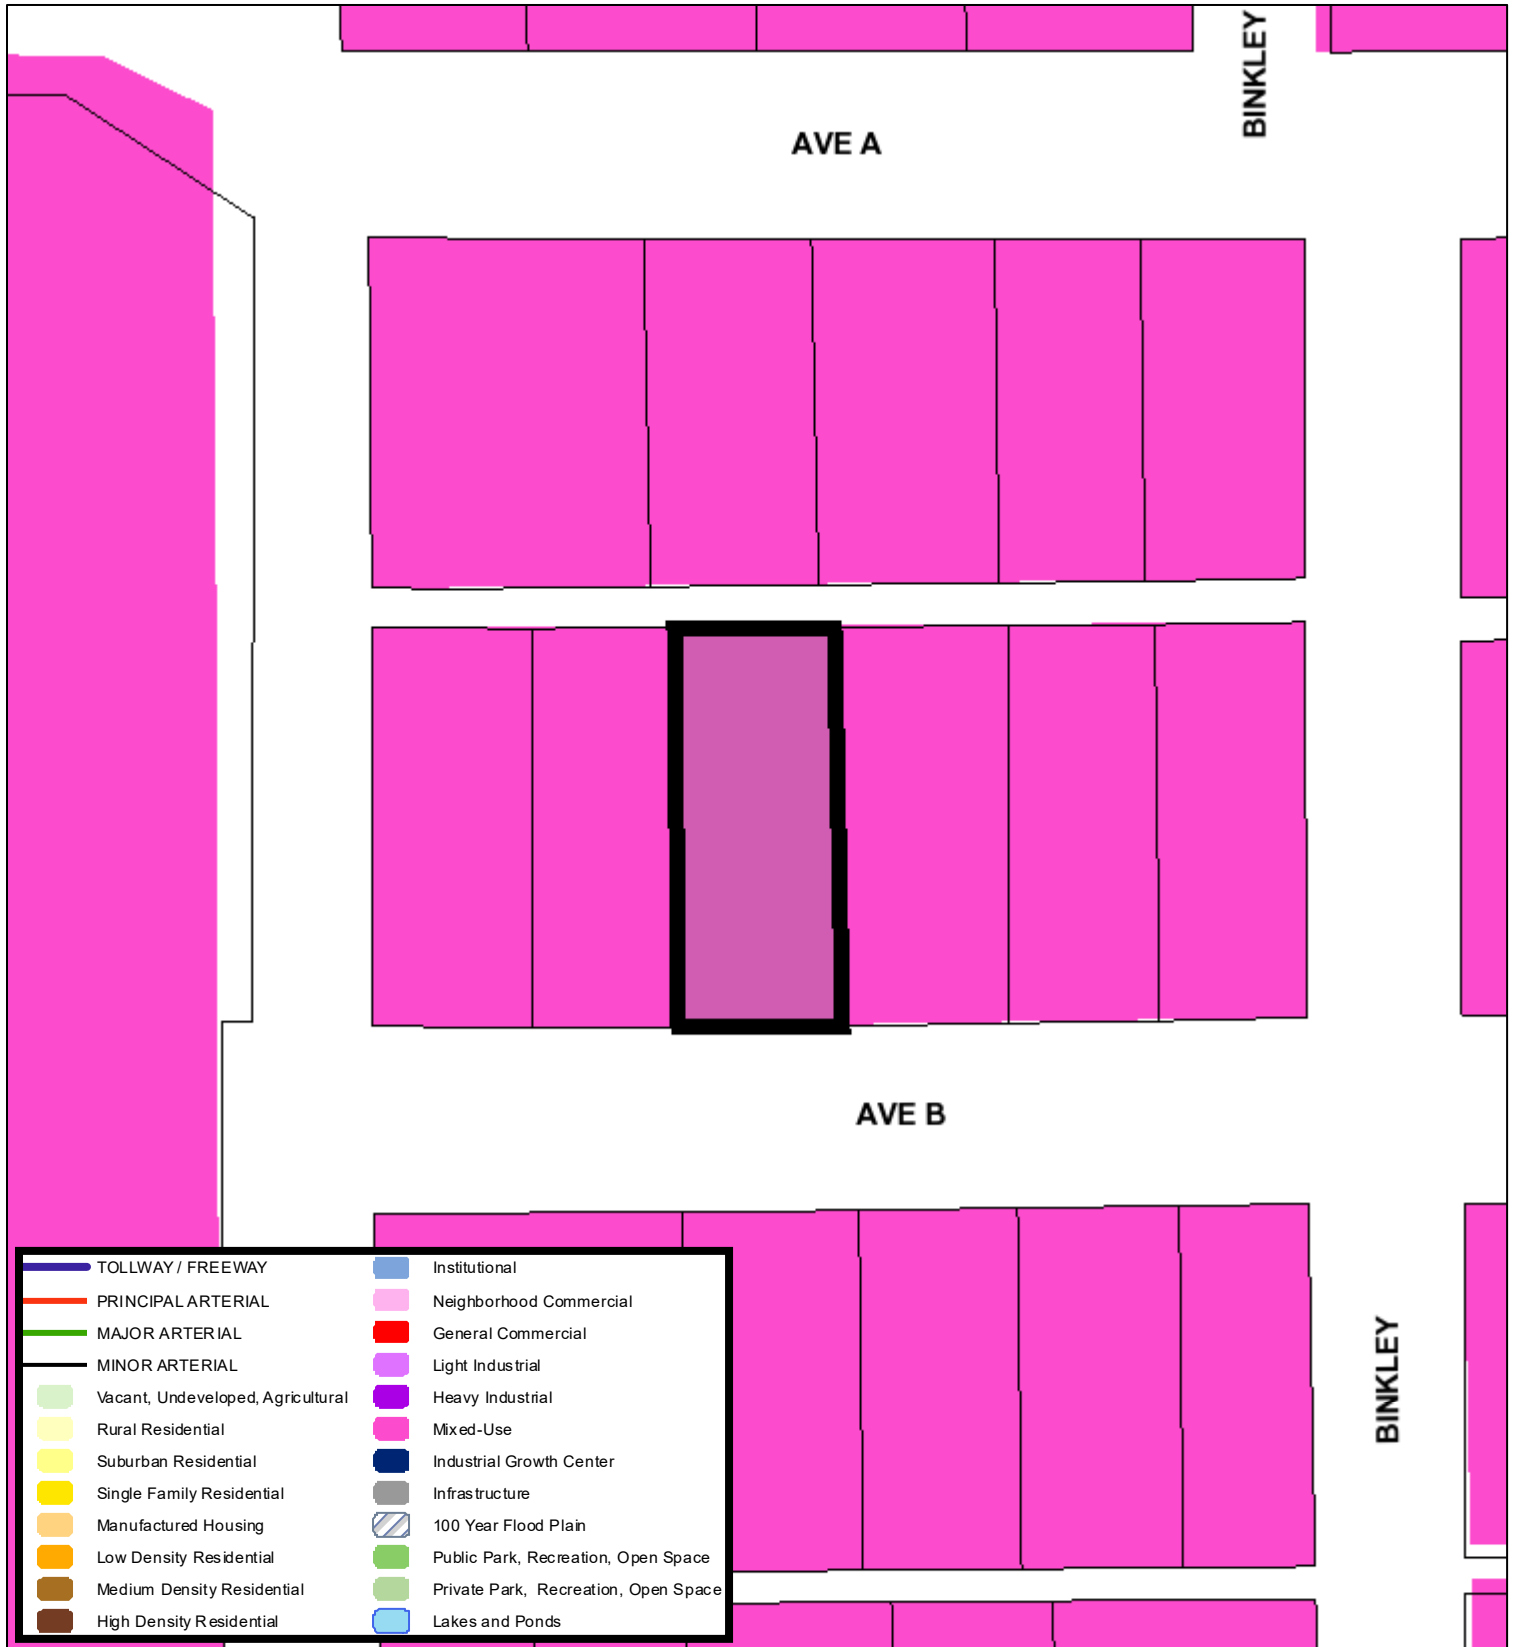 BINKLEY
AVE A
AVE B
BINKLEY
TOLLWAY / FREEWAY
PRINCIPAL ARTERIAL
MAJOR ARTERIAL
MINOR ARTERIAL
Vacant, Undeveloped, Agricultural
Rural Residential
Suburban Residential
Single Family Residential
Manufactured Housing
Low Density Residential
Medium Density Residential
High Density Residential
Institutional
Neighborhood Commercial
General Commercial
Light Industrial
Heavy Industrial
Mixed-Use
Industrial Growth Center
Infrastructure
100 Year Flood Plain
Public Park, Recreation, Open Space
Private Park, Recreation, Open Space
Lakes and Ponds